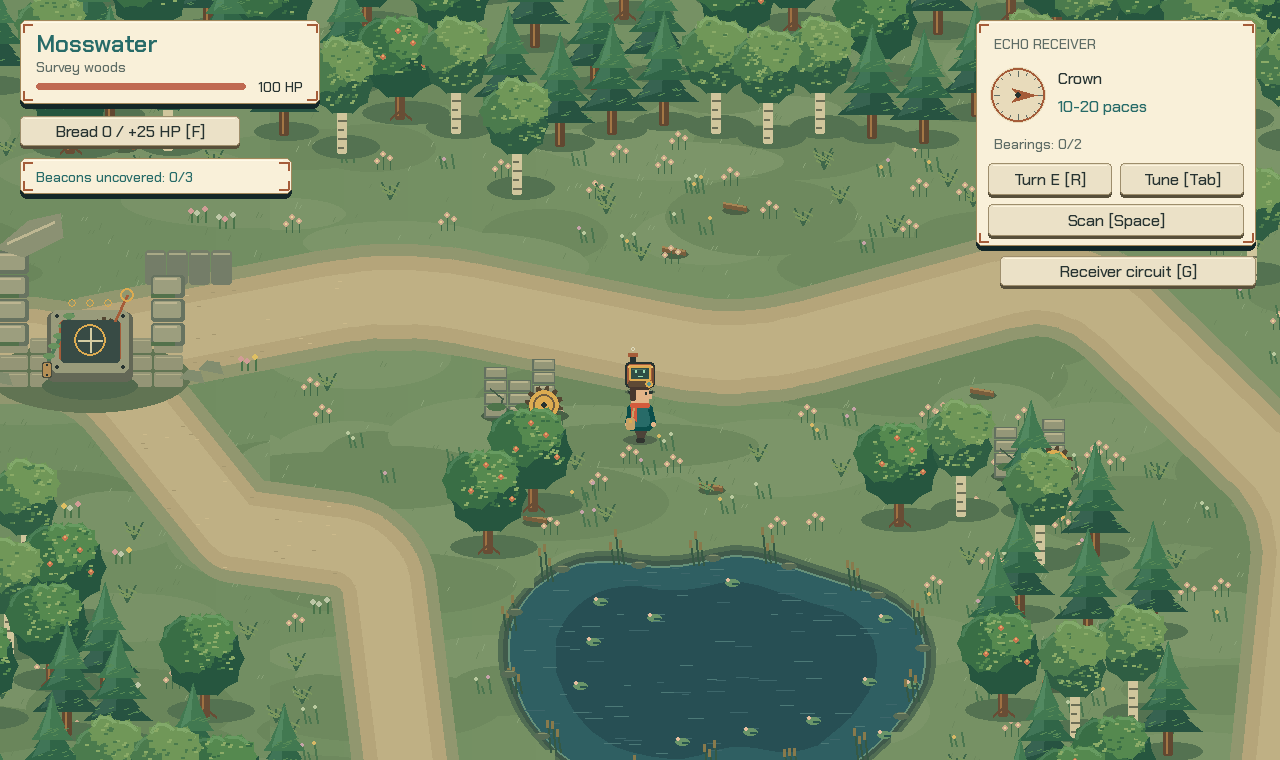 Mosswater
Survey woods
100 HP
Bread 0 / +25 HP [F]
Beacons uncovered: 0/3
ECHO RECEIVER
Crown
10-20 paces
Bearings: 0/2
Turn E [R]
Tune [Tab]
Scan [Space]
Receiver circuit [G]